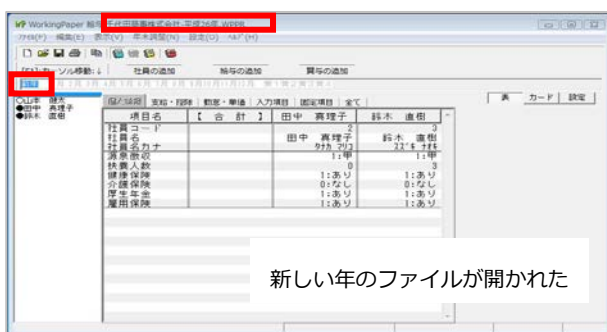 WorkingPaper 給与 千代田商事株式会社-平成26年.WPPR
ファイル(F) 編集(E) 表示(V) 年末調整(N) 設定(O) ヘルプ(H)
[F5]:カーソル移動:↓ 社員の追加 給与の追加 賞与の追加
表 カード 設定
○山本 健太
●田中 真理子
●鈴木 直樹
個人情報 支給・控除 勤怠・単価 入力項目 固定項目 全て
項目名 【 合 計 】 田中 真理子 鈴木 直樹
社員コード 2 3
社員名 田中 真理子 鈴木 直樹
社員名カナ タナカ マリコ スズキ ナオキ
源泉徴収 1:甲 1:甲
扶養人数 0 3
健康保険 1:あり 1:あり
介護保険 0:なし 0:なし
厚生年金 1:あり 1:あり
雇用保険 1:あり 1:あり
新しい年のファイルが開かれた